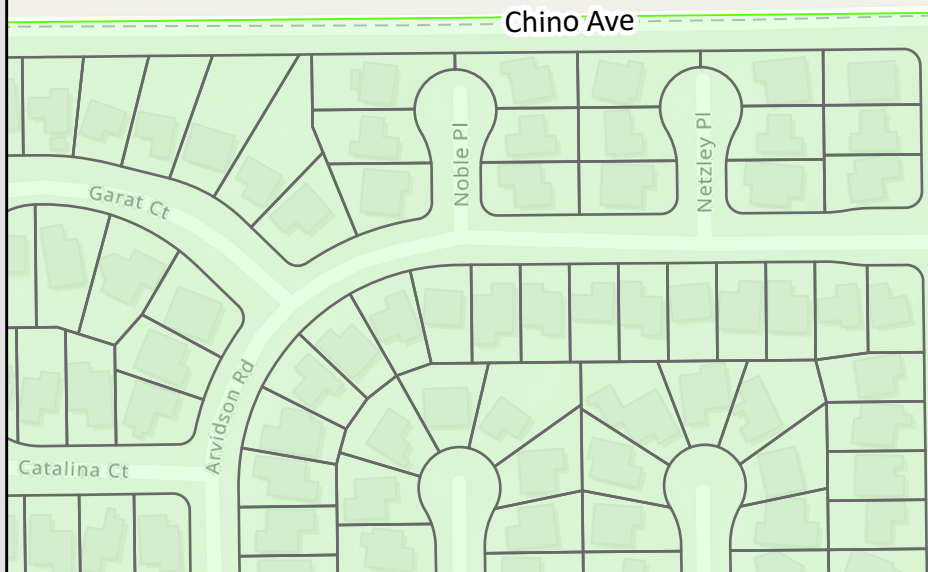 Chino Ave
Noble Pl
Netzley Pl
Garat Ct
Arvidson Rd
Catalina Ct